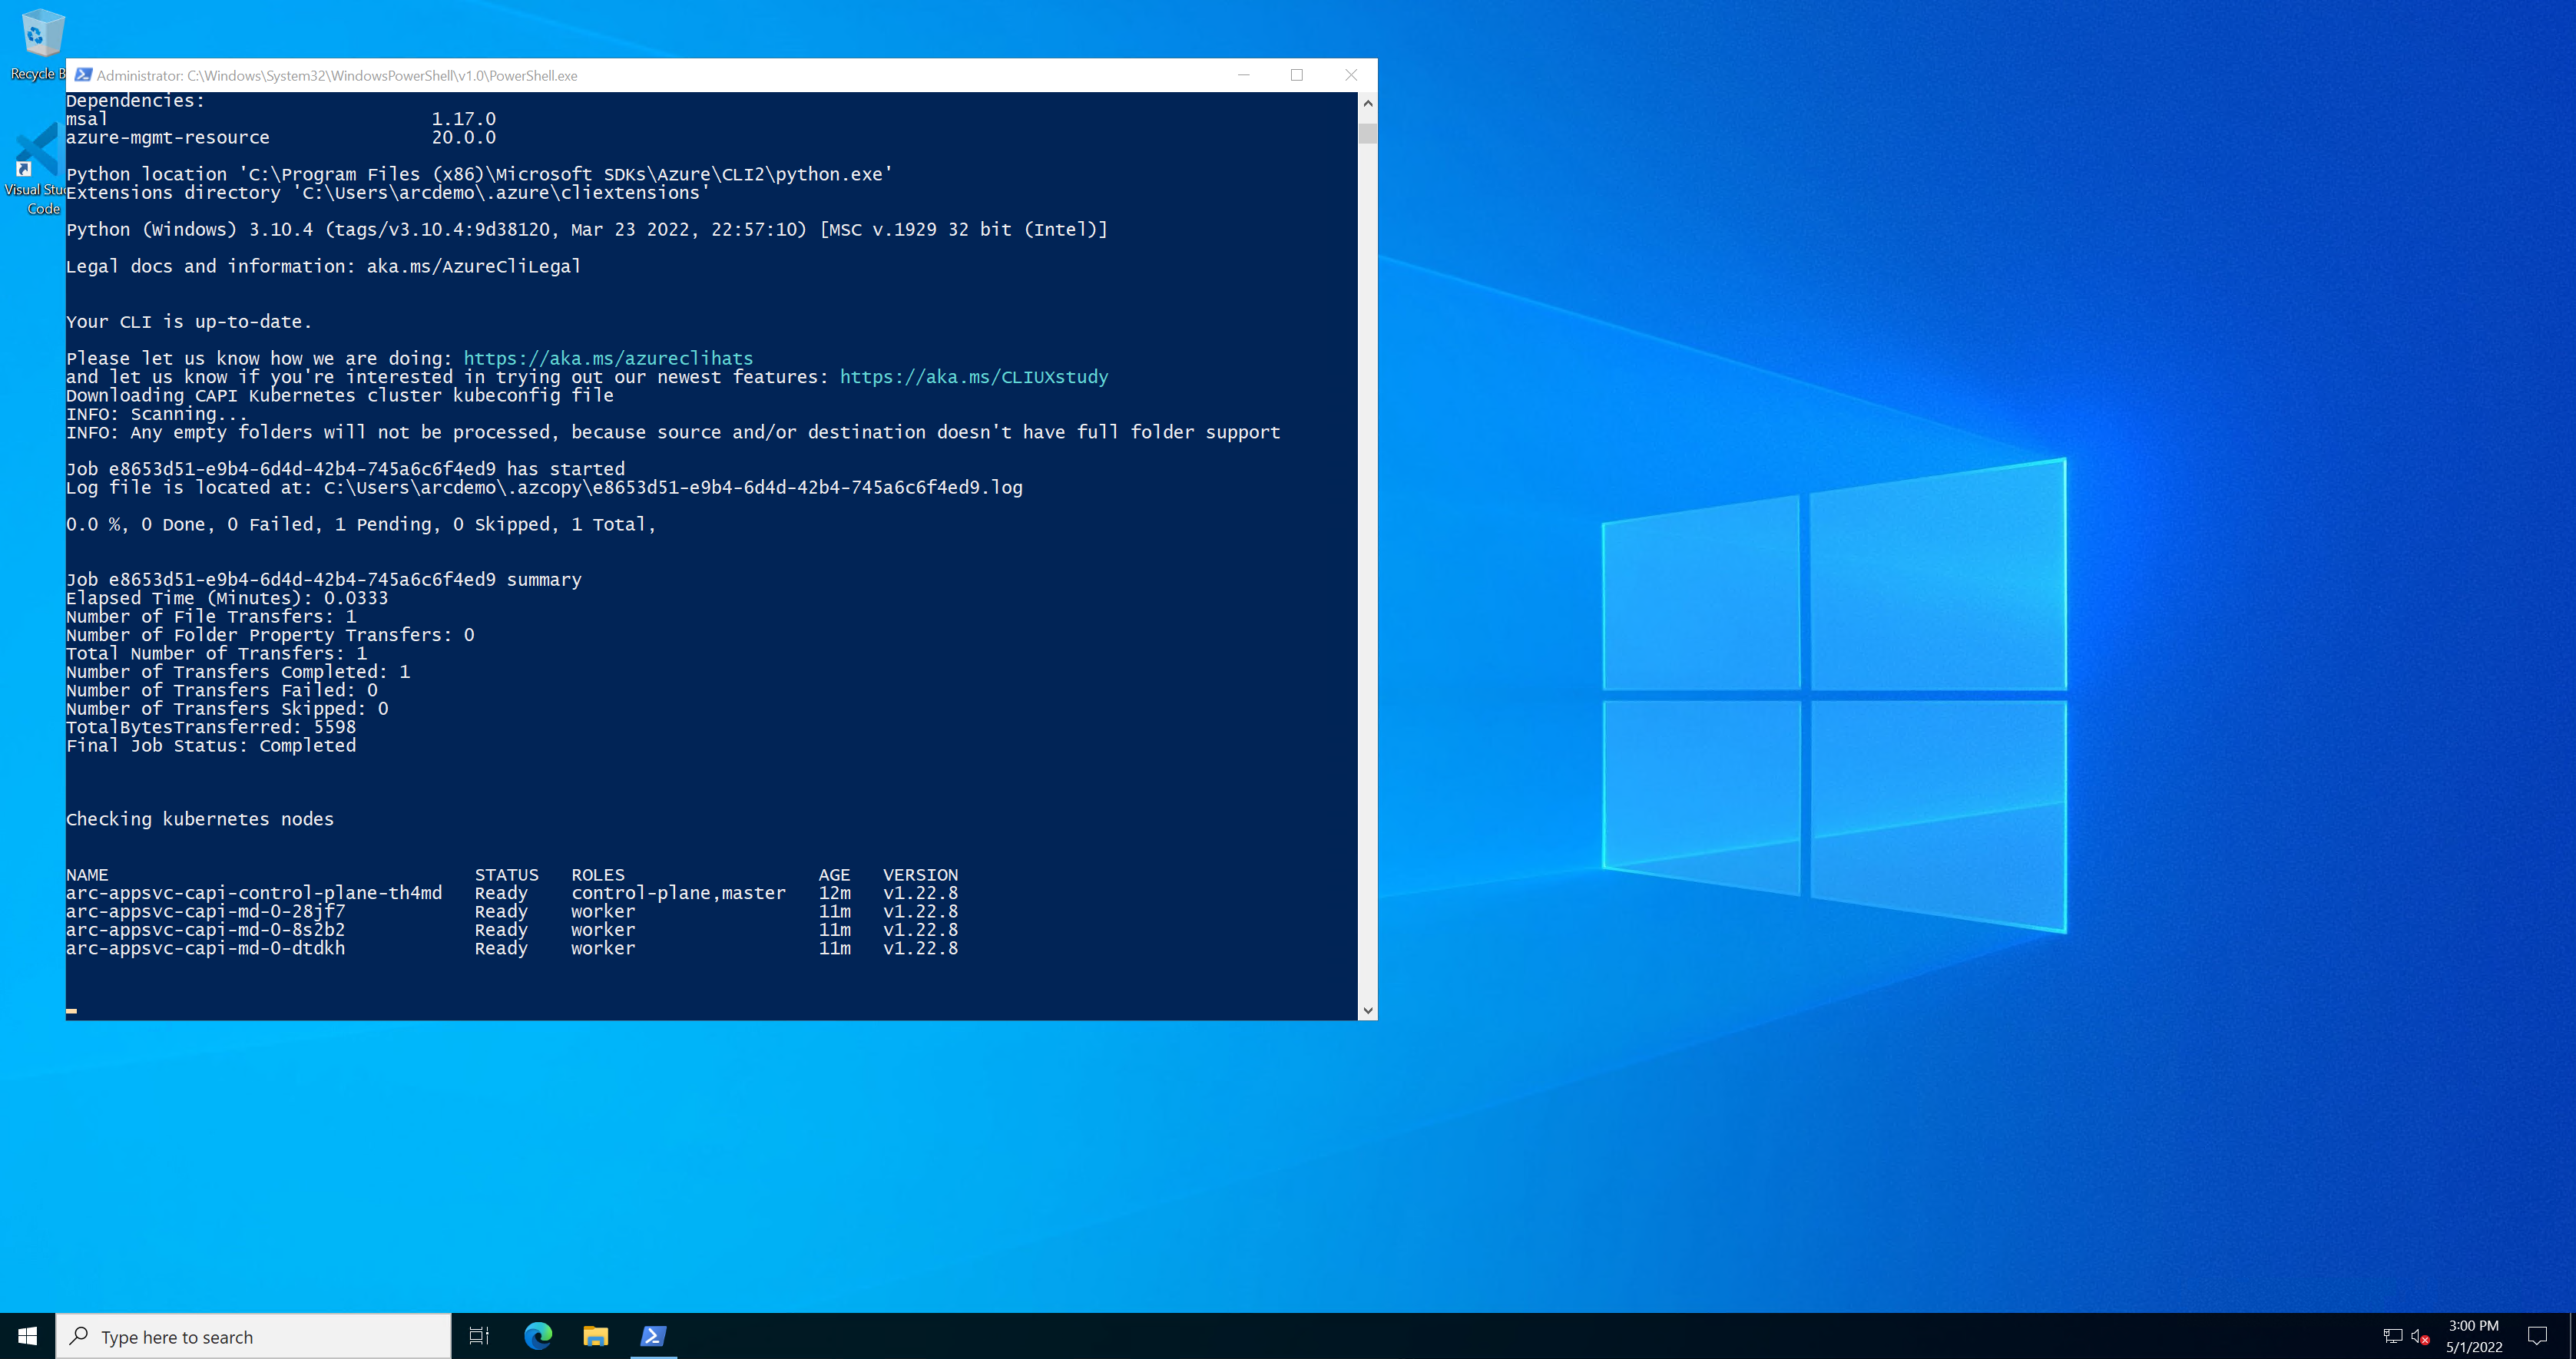 Recycle B
Visual Stud
Code
Administrator: C:\Windows\System32\WindowsPowerShell\v1.0\PowerShell.exe
Dependencies:
msal 1.17.0
azure-mgmt-resource 20.0.0
Python location 'C:\Program Files (x86)\Microsoft SDKs\Azure\CLI2\python.exe'
Extensions directory 'C:\Users\arcdemo\.azure\cliextensions'
Python (Windows) 3.10.4 (tags/v3.10.4:9d38120, Mar 23 2022, 22:57:10) [MSC v.1929 32 bit (Intel)]
Legal docs and information: aka.ms/AzureCliLegal
Your CLI is up-to-date.
Please let us know how we are doing: https://aka.ms/azureclihats
and let us know if you're interested in trying out our newest features: https://aka.ms/CLIUXstudy
Downloading CAPI Kubernetes cluster kubeconfig file
INFO: Scanning...
INFO: Any empty folders will not be processed, because source and/or destination doesn't have full folder support
Job e8653d51-e9b4-6d4d-42b4-745a6c6f4ed9 has started
Log file is located at: C:\Users\arcdemo\.azcopy\e8653d51-e9b4-6d4d-42b4-745a6c6f4ed9.log
0.0 %, 0 Done, 0 Failed, 1 Pending, 0 Skipped, 1 Total,
Job e8653d51-e9b4-6d4d-42b4-745a6c6f4ed9 summary
Elapsed Time (Minutes): 0.0333
Number of File Transfers: 1
Number of Folder Property Transfers: 0
Total Number of Transfers: 1
Number of Transfers Completed: 1
Number of Transfers Failed: 0
Number of Transfers Skipped: 0
TotalBytesTransferred: 5598
Final Job Status: Completed
Checking kubernetes nodes
NAME STATUS ROLES AGE VERSION
arc-appsvc-capi-control-plane-th4md Ready control-plane,master 12m v1.22.8
arc-appsvc-capi-md-0-28jf7 Ready worker 11m v1.22.8
arc-appsvc-capi-md-0-8s2b2 Ready worker 11m v1.22.8
arc-appsvc-capi-md-0-dtdkh Ready worker 11m v1.22.8
Type here to search
3:00 PM
5/1/2022